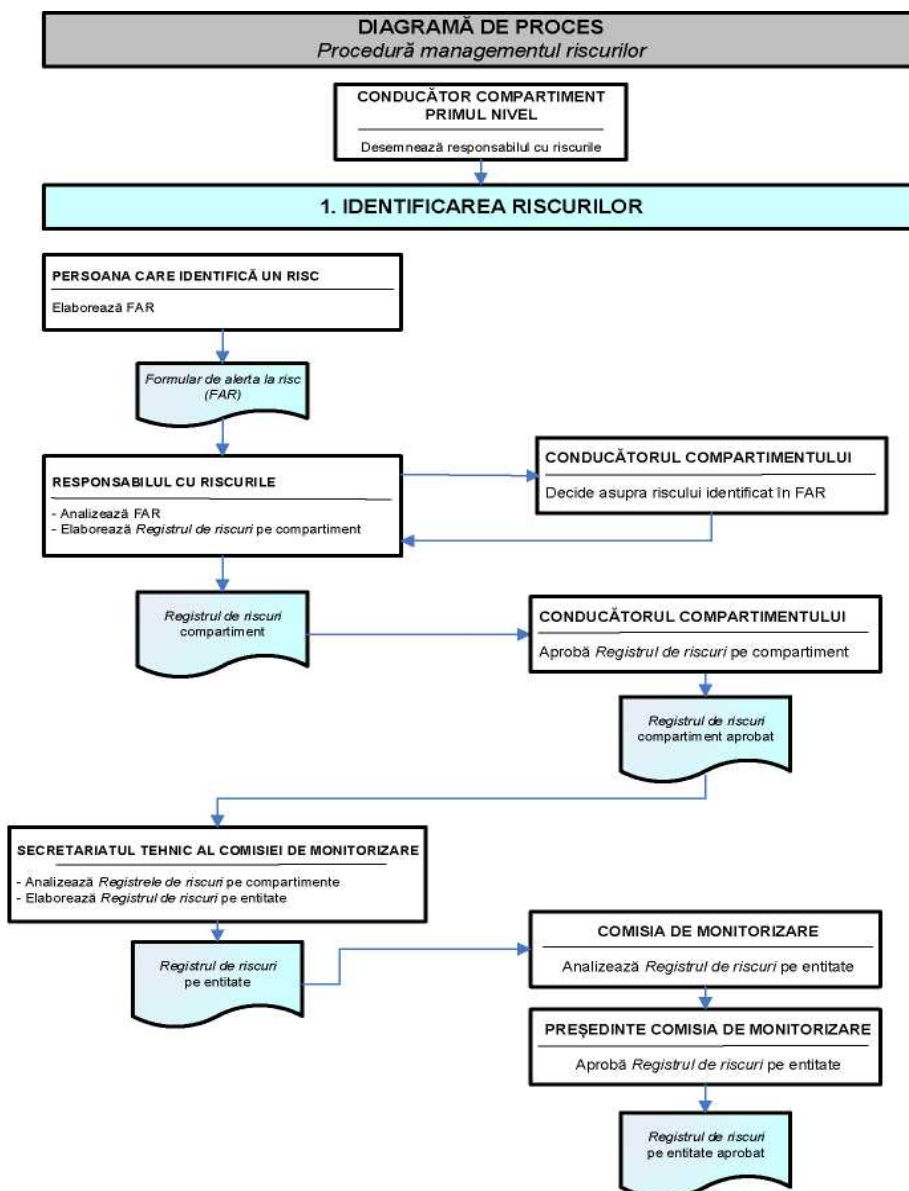 DIAGRAMĂ DE PROCES
Procedură managementul riscurilor
CONDUCĂTOR COMPARTIMENT
PRIMUL NIVEL
Desemnează responsabilul cu riscurile
1. IDENTIFICAREA RISCURILOR
PERSOANA CARE IDENTIFICĂ UN RISC
Elaborează FAR
Formular de alerta la risc
(FAR)
RESPONSABILUL CU RISCURILE
- Analizează FAR
- Elaborează Registrul de riscuri pe compartiment
CONDUCĂTORUL COMPARTIMENTULUI
Decide asupra riscului identificat în FAR
Registrul de riscuri
compartiment
CONDUCĂTORUL COMPARTIMENTULUI
Aprobă Registrul de riscuri pe compartiment
Registrul de riscuri
compartiment aprobat
SECRETARIATUL TEHNIC AL COMISIEI DE MONITORIZARE
- Analizează Registrele de riscuri pe compartimente
- Elaborează Registrul de riscuri pe entitate
Registrul de riscuri
pe entitate
COMISIA DE MONITORIZARE
Analizează Registrul de riscuri pe entitate
PREŞEDINTE COMISIA DE MONITORIZARE
Aprobă Registrul de riscuri pe entitate
Registrul de riscuri
pe entitate aprobat